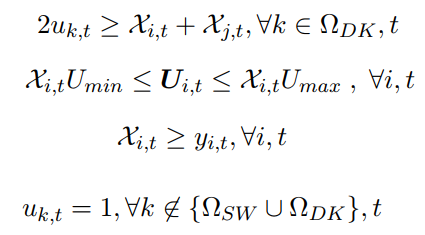 2u_{k,t} ≥ 𝒳_{i,t} + 𝒳_{j,t}, ∀k ∈ Ω_{DK}, t
𝒳_{i,t}U_{min} ≤ 𝑼_{i,t} ≤ 𝒳_{i,t}U_{max} , ∀i, t
𝒳_{i,t} ≥ y_{i,t}, ∀i, t
u_{k,t} = 1, ∀k ∉ {Ω_{SW} ∪ Ω_{DK}}, t